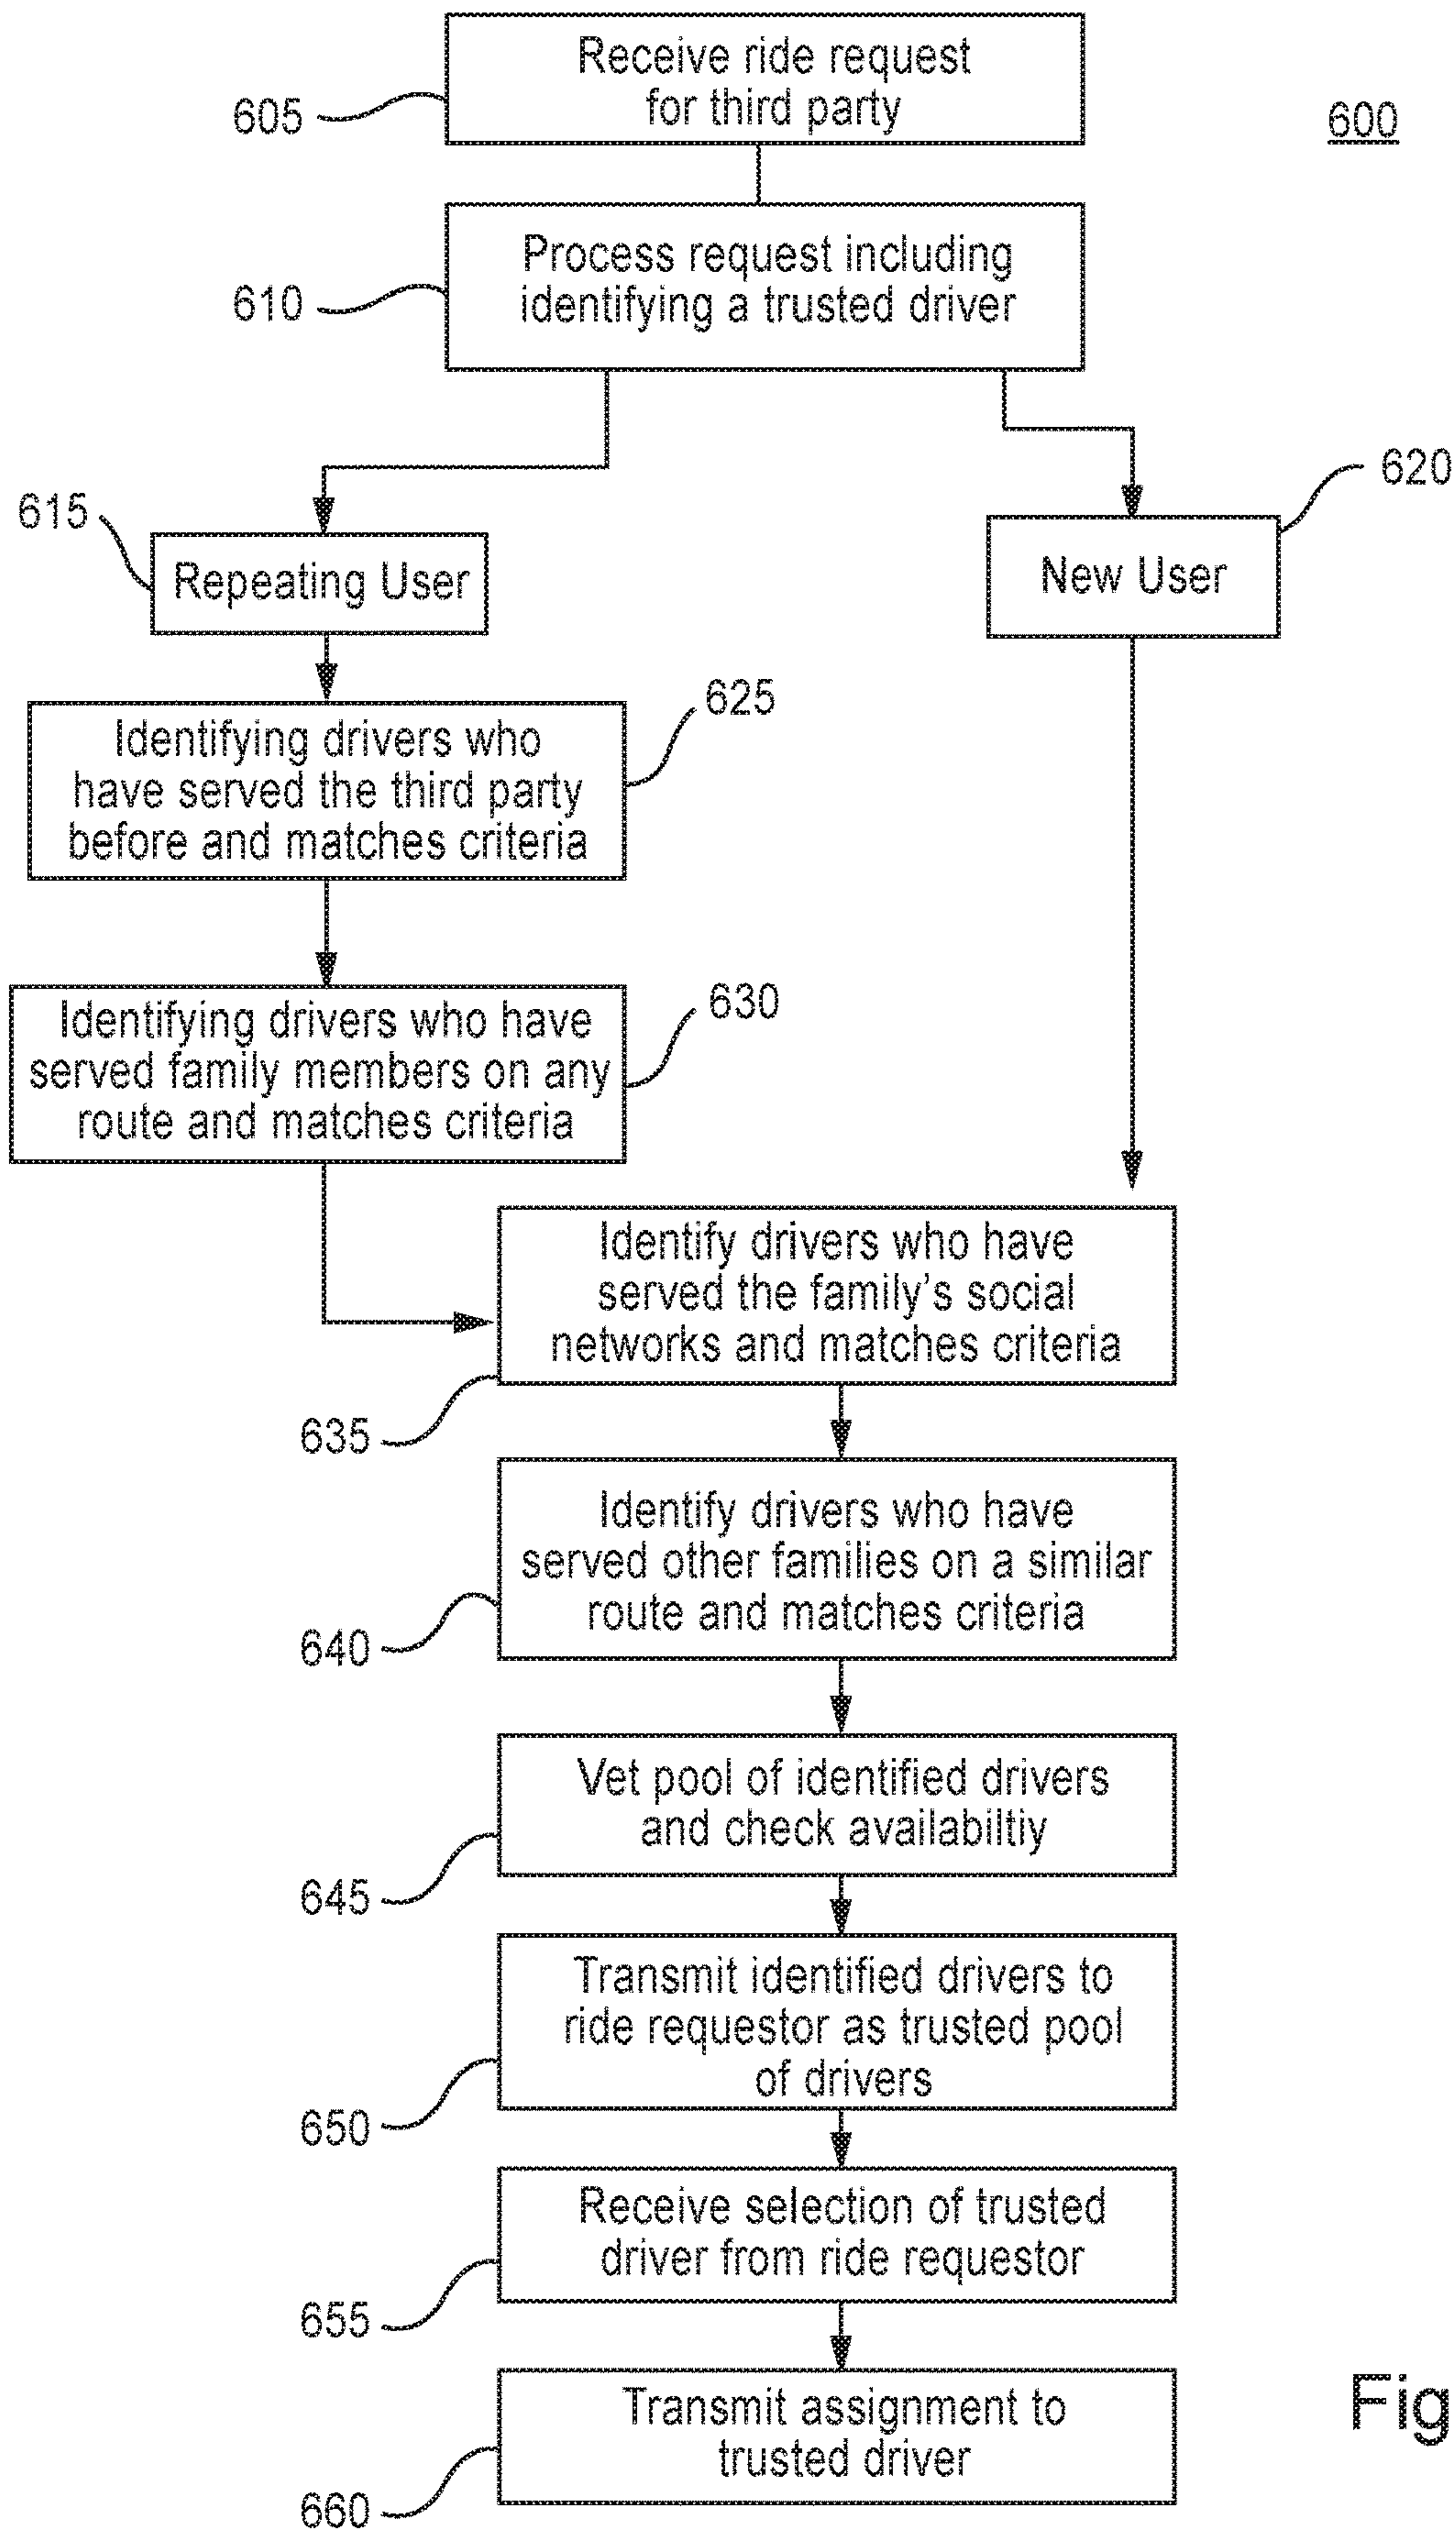 Receive ride request
for third party
605
600
Process request including
identifying a trusted driver
610
615
Repeating User
620
New User
625
Identifying drivers who
have served the third party
before and matches criteria
630
Identifying drivers who have
served family members on any
route and matches criteria
Identify drivers who have
served the family's social
networks and matches criteria
635
Identify drivers who have
served other families on a similar
route and matches criteria
640
Vet pool of identified drivers
and check availabiltiy
645
Transmit identified drivers to
ride requestor as trusted pool
of drivers
650
Receive selection of trusted
driver from ride requestor
655
Transmit assignment to
trusted driver
660
Fig